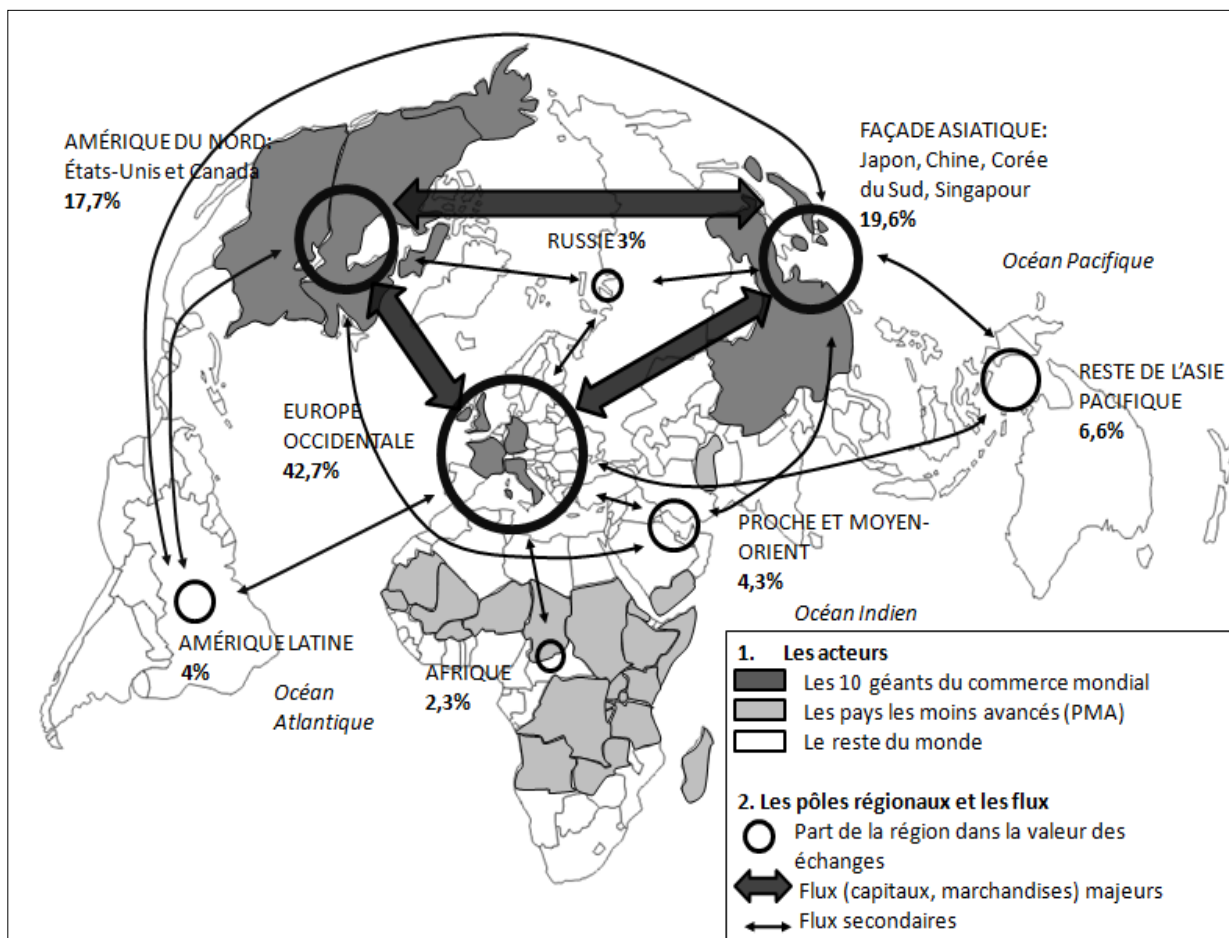 AMÉRIQUE DU NORD:
États-Unis et Canada
17,7%
FAÇADE ASIATIQUE:
Japon, Chine, Corée
du Sud, Singapour
19,6%
RUSSIE 3%
Océan Pacifique
EUROPE
OCCIDENTALE
42,7%
RESTE DE L'ASIE
PACIFIQUE
6,6%
PROCHE ET MOYEN-
ORIENT
4,3%
Océan Indien
AMÉRIQUE LATINE
4%
Océan
Atlantique
AFRIQUE
2,3%
1. Les acteurs
Les 10 géants du commerce mondial
Les pays les moins avancés (PMA)
Le reste du monde
2. Les pôles régionaux et les flux
Part de la région dans la valeur des
échanges
Flux (capitaux, marchandises) majeurs
Flux secondaires